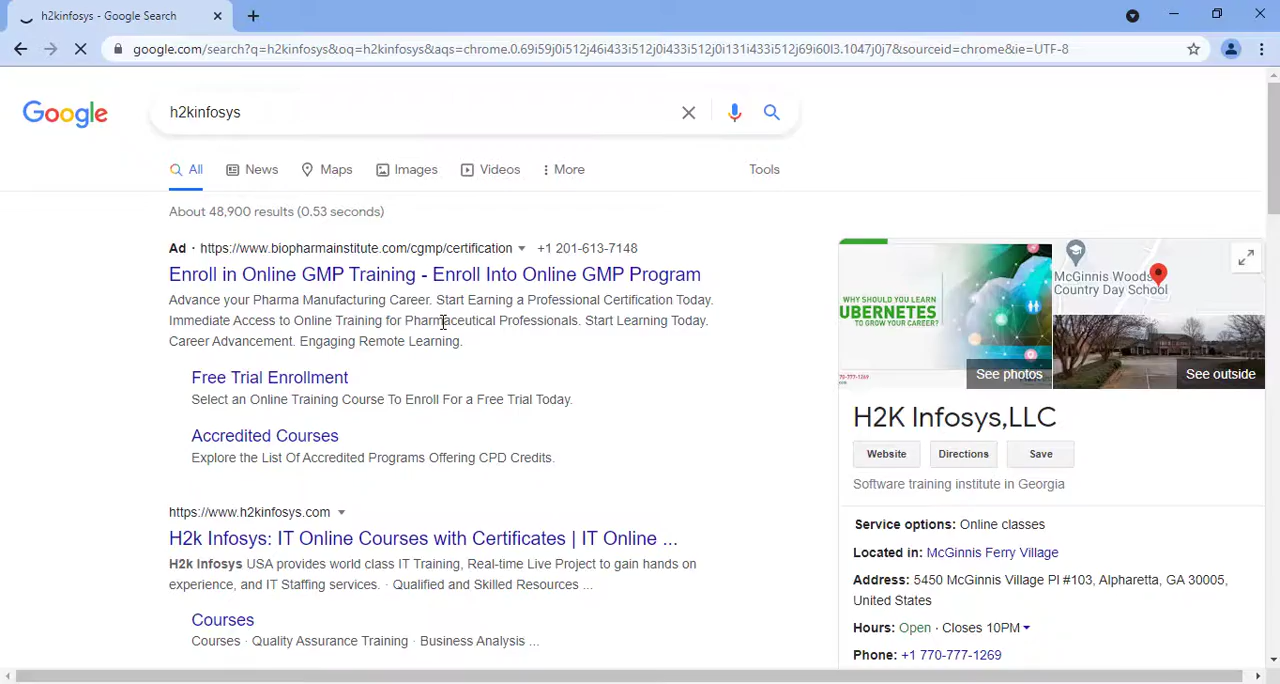 h2kinfosys - Google Search
google.com/search?q=h2kinfosys&oq=h2kinfosys&aqs=chrome.0.69i59j0i512j46i433i512j0i433i512j0i131i433i512j69i60l3.1047j0j7&sourceid=chrome&ie=UTF-8
Google
h2kinfosys
All News Maps Images Videos More Tools
About 48,900 results (0.53 seconds)
Ad · https://www.biopharmainstitute.com/cgmp/certification +1 201-613-7148
Enroll in Online GMP Training - Enroll Into Online GMP Program
Advance your Pharma Manufacturing Career. Start Earning a Professional Certification Today.
Immediate Access to Online Training for Pharmaceutical Professionals. Start Learning Today.
Career Advancement. Engaging Remote Learning.
Free Trial Enrollment
Select an Online Training Course To Enroll For a Free Trial Today.
Accredited Courses
Explore the List Of Accredited Programs Offering CPD Credits.
https://www.h2kinfosys.com
H2k Infosys: IT Online Courses with Certificates | IT Online ...
H2k Infosys USA provides world class IT Training, Real-time Live Project to gain hands on
experience, and IT Staffing services. · Qualified and Skilled Resources ...
Courses
Courses · Quality Assurance Training · Business Analysis ...
WHY SHOULD YOU LEARN
UBERNETES
TO GROW YOUR CAREER?
70-777-1269
See photos
McGinnis Woods
Country Day School
See outside
H2K Infosys,LLC
Website Directions Save
Software training institute in Georgia
Service options: Online classes
Located in: McGinnis Ferry Village
Address: 5450 McGinnis Village Pl #103, Alpharetta, GA 30005,
United States
Hours: Open · Closes 10PM
Phone: +1 770-777-1269